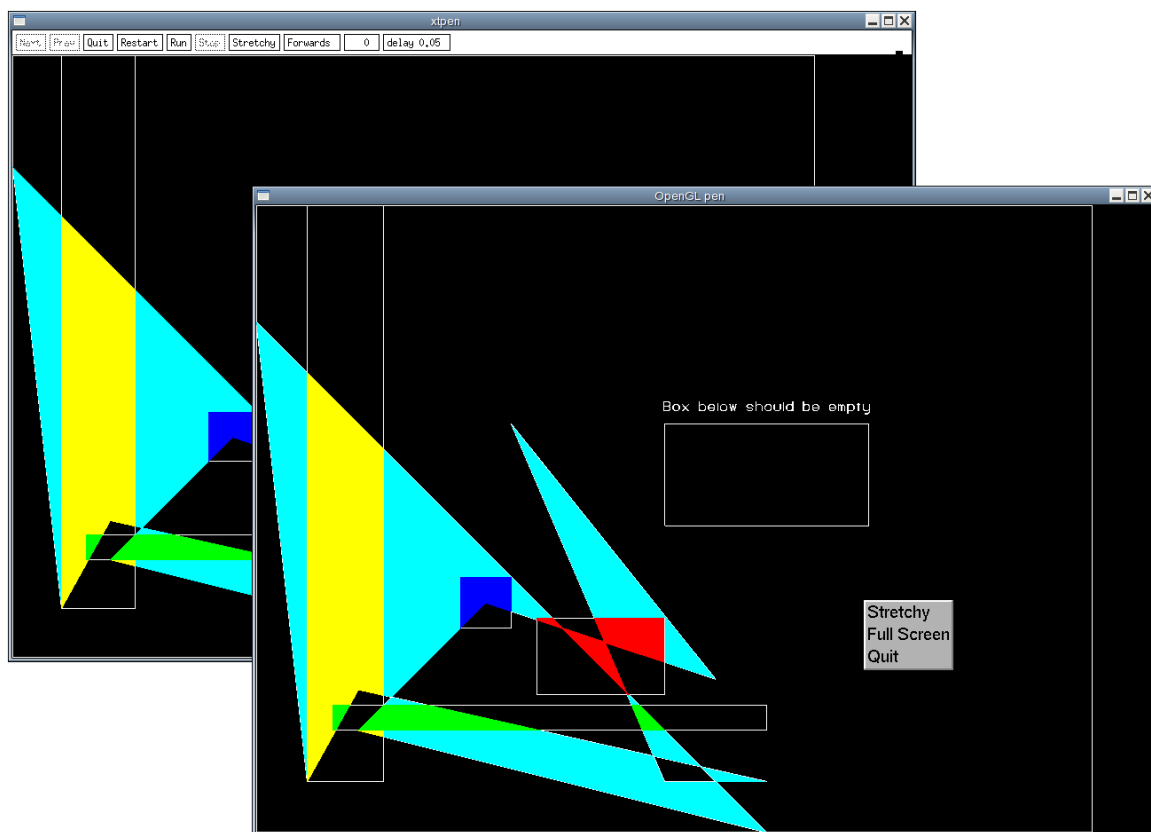 xtpen
Next Prev Quit Restart Run Stop Stretchy Forwards 0 delay 0.05
OpenGL pen
Box below should be empty
Stretchy
Full Screen
Quit